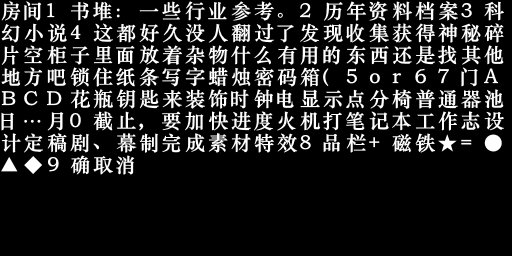 房间1 书堆：一些行业参考。2 历年资料档案3 科
幻小说4 这都好久没人翻过了发现收集获得神秘碎
片空柜子里面放着杂物什么有用的东西还是找其他
地方吧锁住纸条写字蜡烛密码箱(5or67门A
BCD花瓶钥匙来装饰时钟电显示点分椅普通器池
日…月0 截止，要加快进度火机打笔记本工作志设
计定稿剧、幕制完成素材特效8 品栏+ 磁铁★=●
▲◆9 确取消